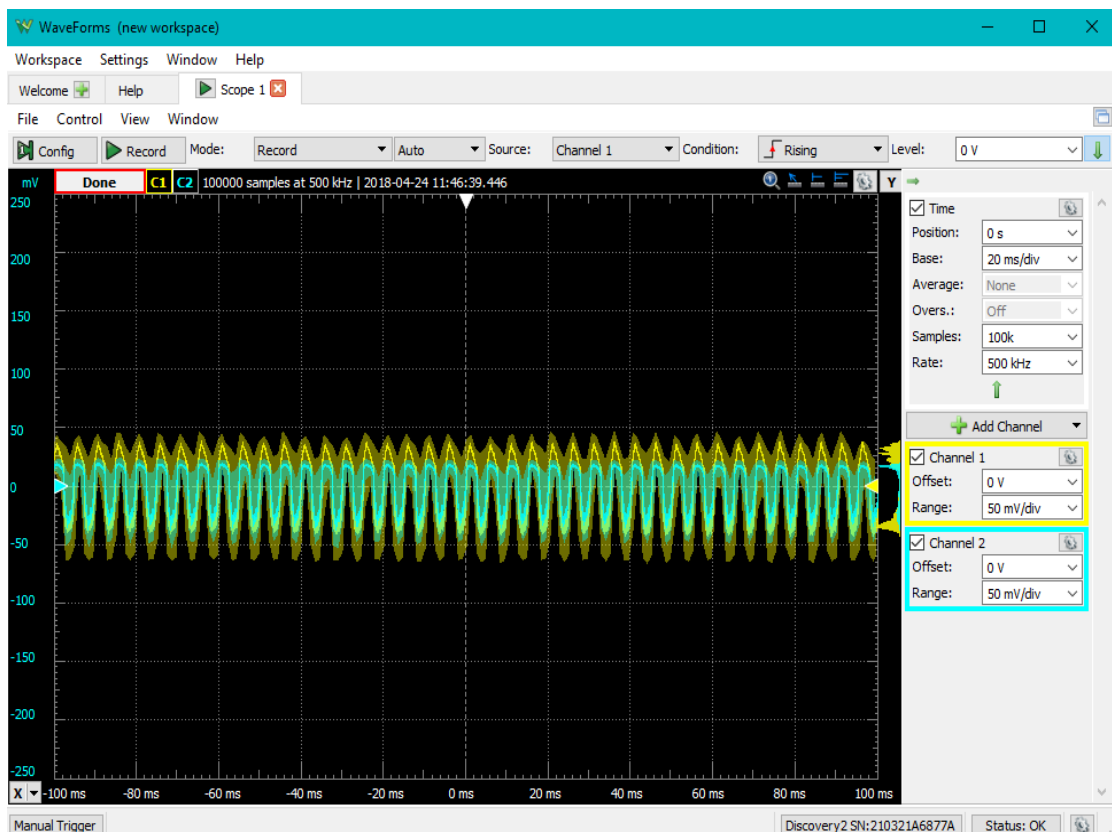 WaveForms (new workspace)
Workspace Settings Window Help
Welcome Help Scope 1
File Control View Window
Config Record Mode: Record Auto Source: Channel 1 Condition: Rising Level: 0 V
mV Done C1 C2 100000 samples at 500 kHz | 2018-04-24 11:46:39.446 Y
250
200
150
100
50
0
-50
-100
-150
-200
-250
X -100 ms -80 ms -60 ms -40 ms -20 ms 0 ms 20 ms 40 ms 60 ms 80 ms 100 ms
Time
Position: 0 s
Base: 20 ms/div
Average: None
Overs.: Off
Samples: 100k
Rate: 500 kHz
Add Channel
Channel 1
Offset: 0 V
Range: 50 mV/div
Channel 2
Offset: 0 V
Range: 50 mV/div
Manual Trigger Discovery2 SN:210321A6877A Status: OK